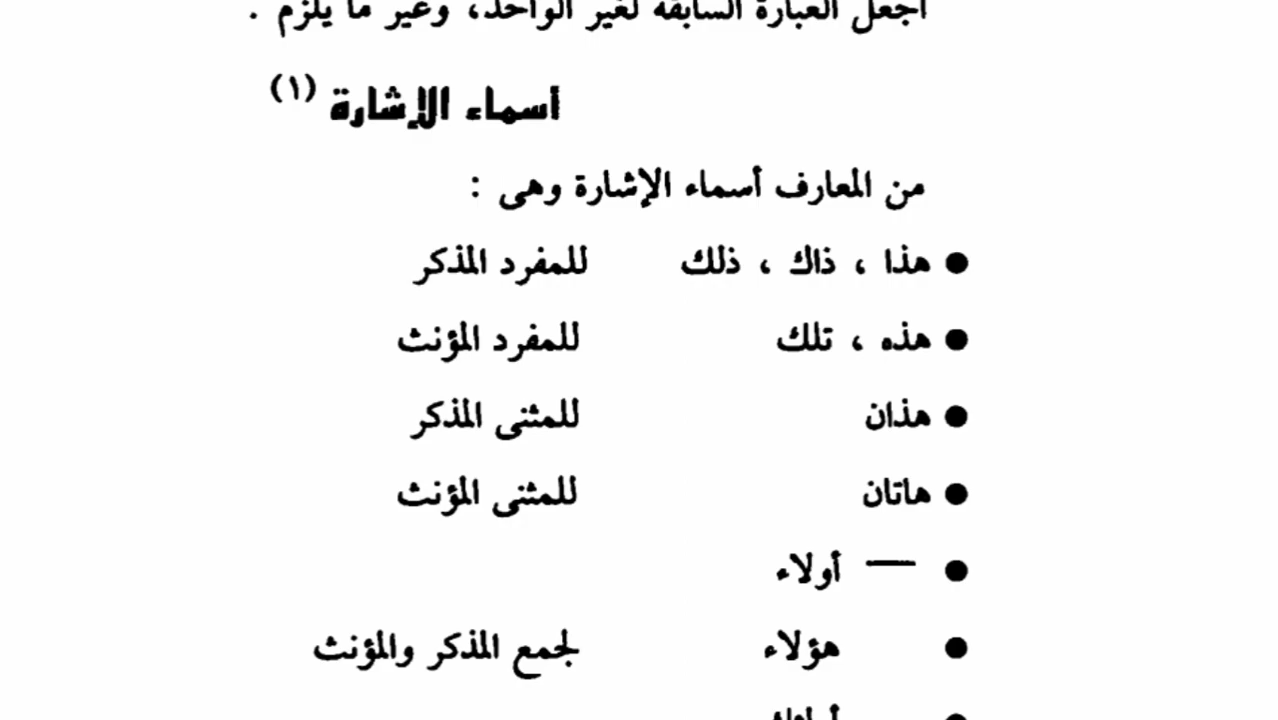 اجعل العبارة السابقة لغير الواحد، وغير ما يلزم .
أسماء الإشارة (١)
من المعارف أسماء الإشارة وهى :
● هذا ، ذاك ، ذلك للمفرد المذكر
● هذه ، تلك للمفرد المؤنث
● هذان للمثنى المذكر
● هاتان للمثنى المؤنث
● — أولاء
● هؤلاء لجمع المذكر والمؤنث